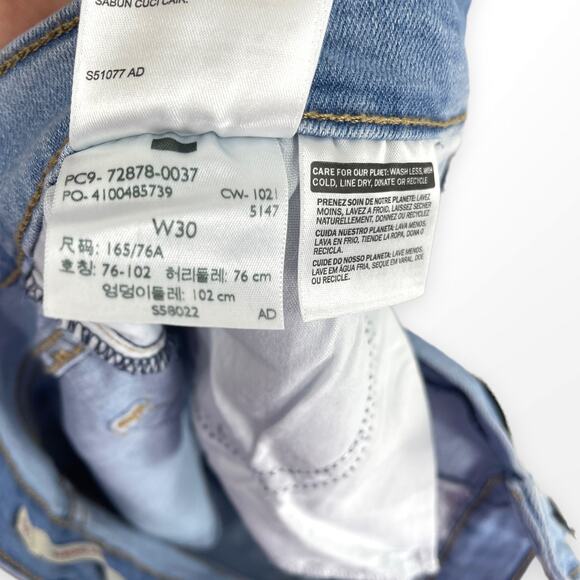 SABUN CUCI CAIR.
S51077 AD
PC9- 72878-0037
PO- 4100485739
CW- 1021
5147
W30
尺码: 165/76A
호칭: 76-102 허리둘레: 76 cm
엉덩이둘레: 102 cm
S58022 AD
CARE FOR OUR PLANET: WASH LESS, WASH
COLD, LINE DRY, DONATE OR RECYCLE
PRENEZ SOIN DE NOTRE PLANETE: LAVEZ
MOINS, LAVEZ A FROID, LAISSEZ SÉCHER
NATURELLEMENT, DONNEZ OU RECYCLEZ
CUIDA NUESTRO PLANETA: LAVA MENOS,
LAVA EN FRIO, TIENDE LA ROPA, DONA O
RECICLA.
CUIDE DO NOSSO PLANETA: LAVE MENOS,
LAVE EM ÁGUA FRIA, SEQUE EM VARAL, DOE
OU RECICLE.